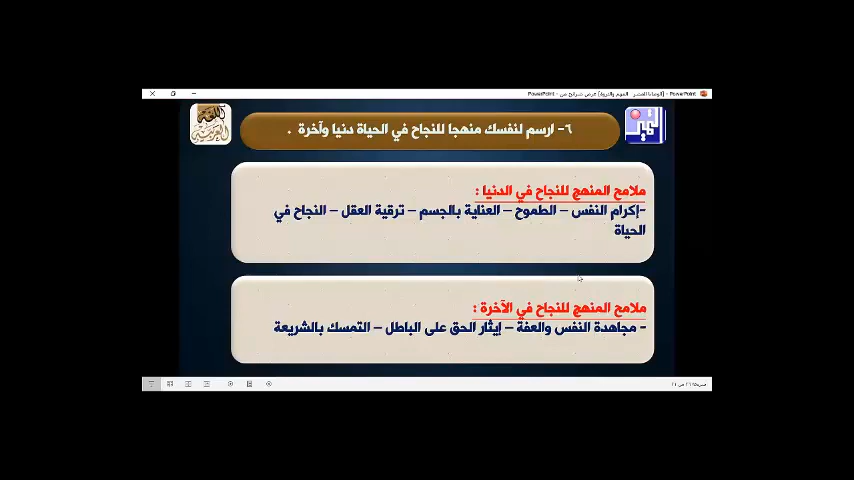 ٦- ارسم لنفسك منهجا للنجاح في الحياة دنيا وآخرة .
ملامح المنهج للنجاح في الدنيا :
-إكرام النفس – الطموح – العناية بالجسم – ترقية العقل – النجاح في
الحياة
ملامح المنهج للنجاح في الآخرة :
- مجاهدة النفس والعفة – إيثار الحق على الباطل – التمسك بالشريعة